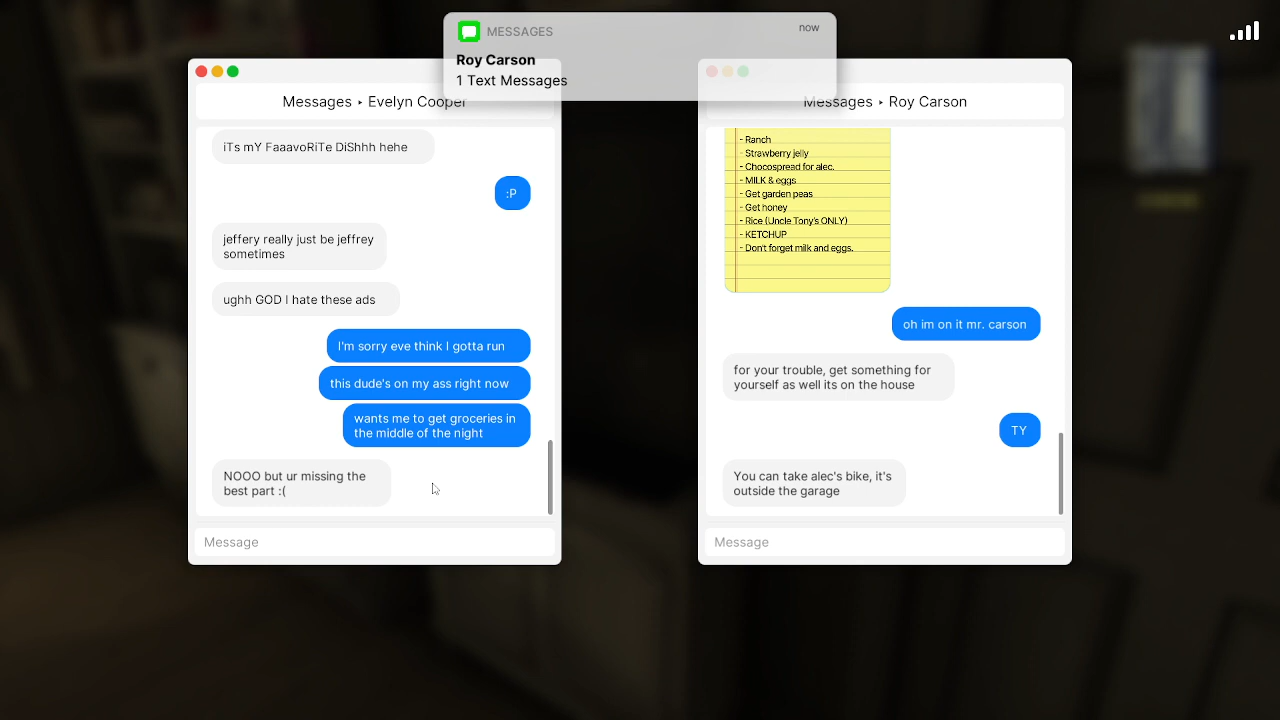 MESSAGES
now
Roy Carson
1 Text Messages
Messages ‣ Evelyn Cooper
iTs mY FaaavoRiTe DiShhh hehe
:P
jeffery really just be jeffrey
sometimes
ughh GOD I hate these ads
I'm sorry eve think I gotta run
this dude's on my ass right now
wants me to get groceries in
the middle of the night
NOOO but ur missing the
best part :(
Message
Messages ‣ Roy Carson
- Ranch
- Strawberry jelly
- Chocospread for alec.
- MILK & eggs
- Get garden peas
- Get honey
- Rice (Uncle Tony's ONLY)
- KETCHUP
- Don't forget milk and eggs.
oh im on it mr. carson
for your trouble, get something for
yourself as well its on the house
TY
You can take alec's bike, it's
outside the garage
Message